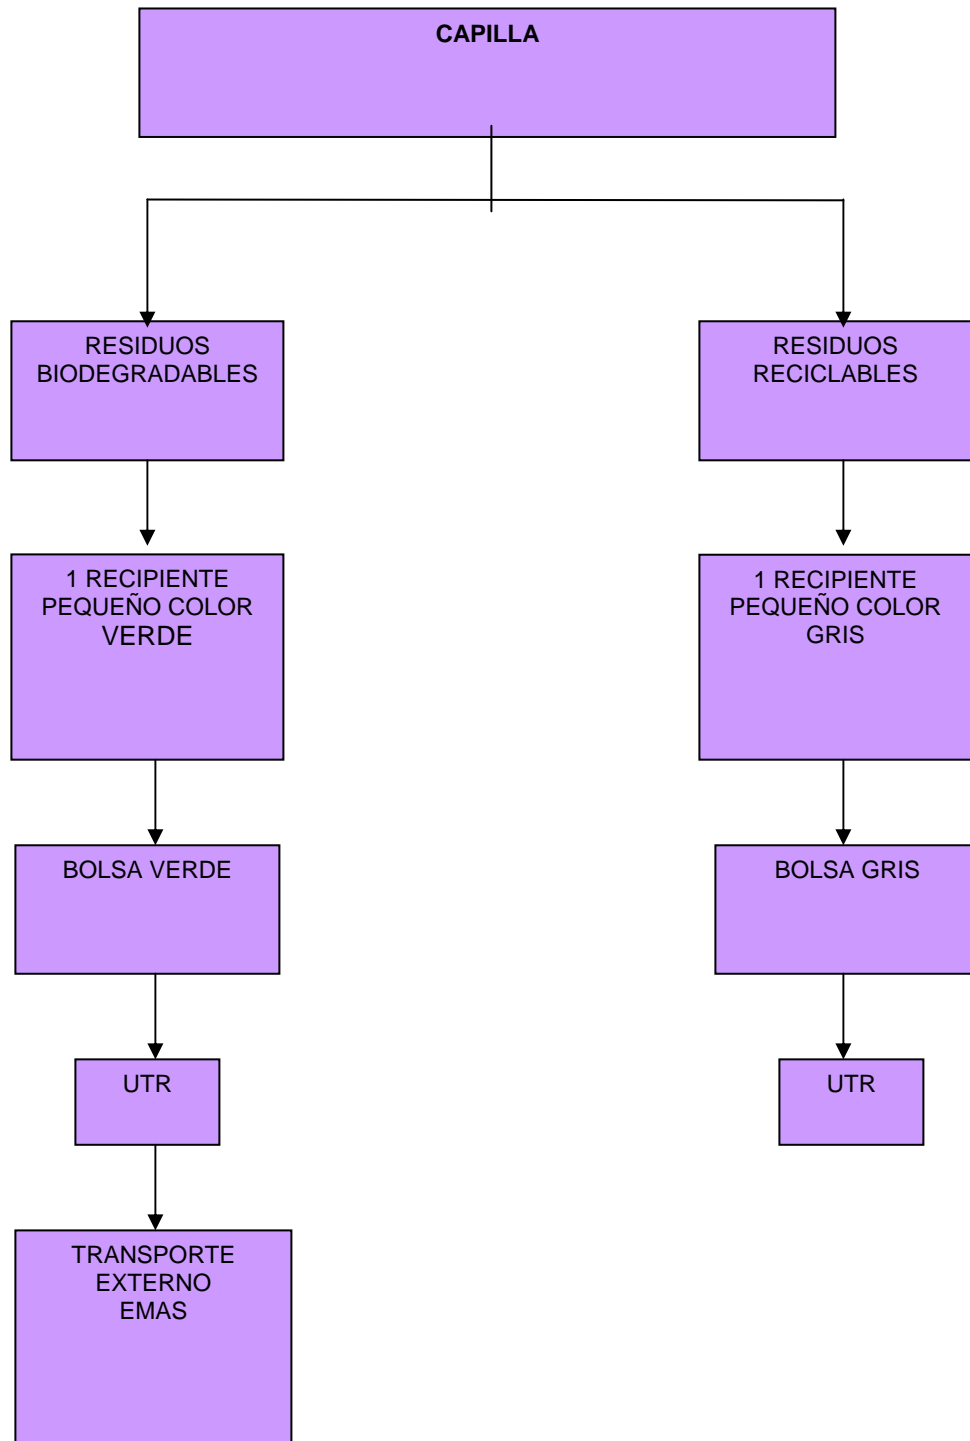 CAPILLA
RESIDUOS
BIODEGRADABLES
RESIDUOS
RECICLABLES
1 RECIPIENTE
PEQUEÑO COLOR
VERDE
1 RECIPIENTE
PEQUEÑO COLOR
GRIS
BOLSA VERDE
BOLSA GRIS
UTR
UTR
TRANSPORTE
EXTERNO
EMAS